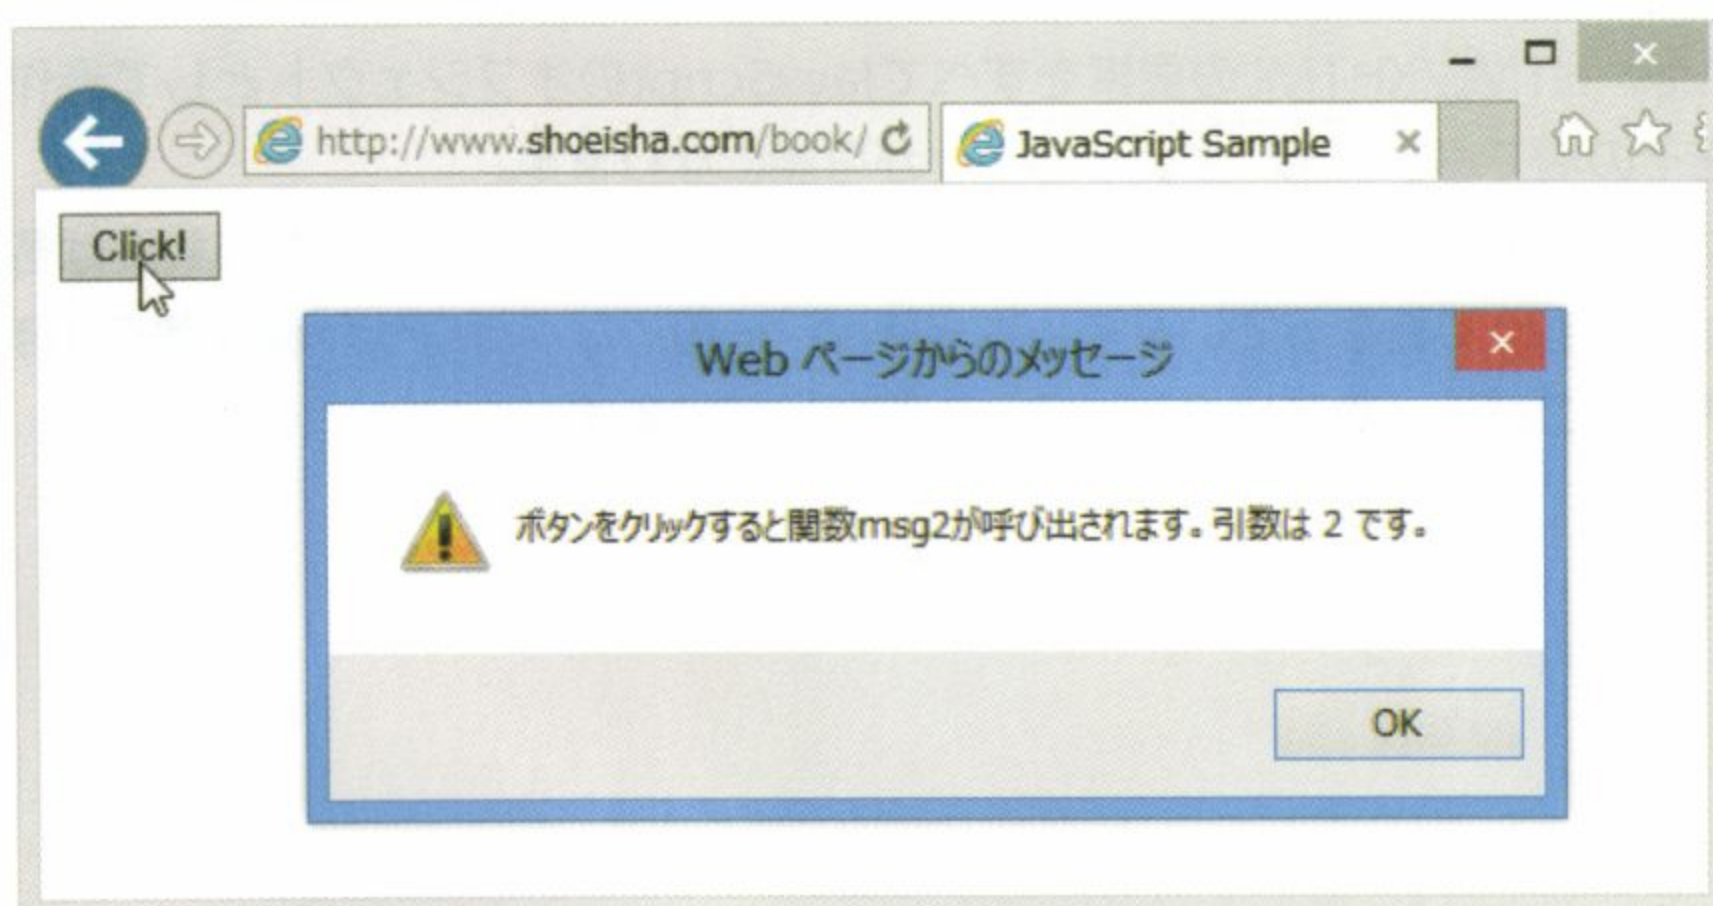 http://www.shoeisha.com/book/
JavaScript Sample
Click!
Web ページからのメッセージ
ボタンをクリックすると関数msg2が呼び出されます。引数は 2 です。
OK